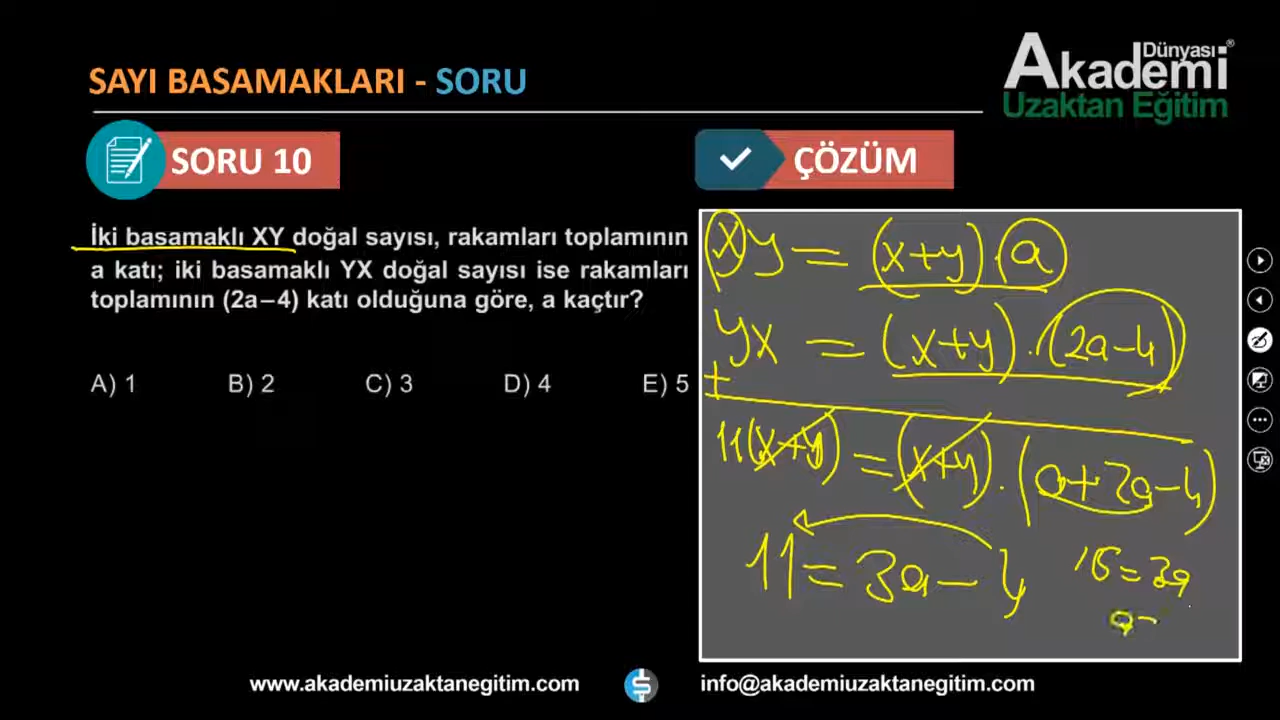 SAYI BASAMAKLARI - SORU
Dünyası
Akademi
Uzaktan Eğitim
SORU 10
ÇÖZÜM
İki basamaklı XY doğal sayısı, rakamları toplamının
a katı; iki basamaklı YX doğal sayısı ise rakamları
toplamının (2a–4) katı olduğuna göre, a kaçtır?
A) 1 B) 2 C) 3 D) 4 E) 5
xy = (x+y).a
yx = (x+y).(2a-4)
+
11(x+y) = (x+y).(a+2a-4)
11 = 3a-4
15=3a
a=
www.akademiuzaktanegitim.com
info@akademiuzaktanegitim.com